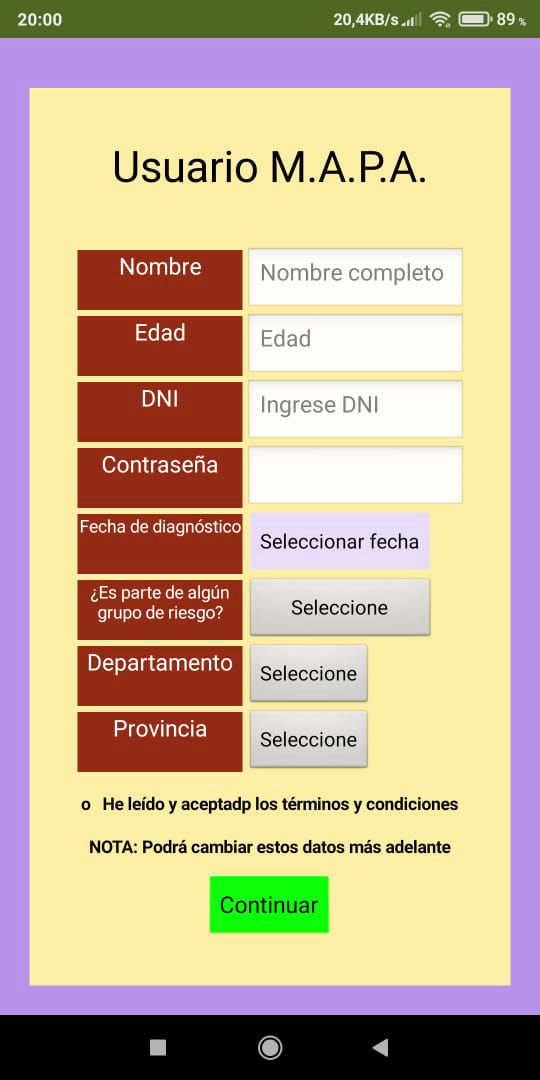 20:00 20,4KB/s 89 %
Usuario M.A.P.A.
Nombre Nombre completo
Edad Edad
DNI Ingrese DNI
Contraseña
Fecha de diagnóstico Seleccionar fecha
¿Es parte de algún
grupo de riesgo? Seleccione
Departamento Seleccione
Provincia Seleccione
o He leído y aceptadp los términos y condiciones
NOTA: Podrá cambiar estos datos más adelante
Continuar